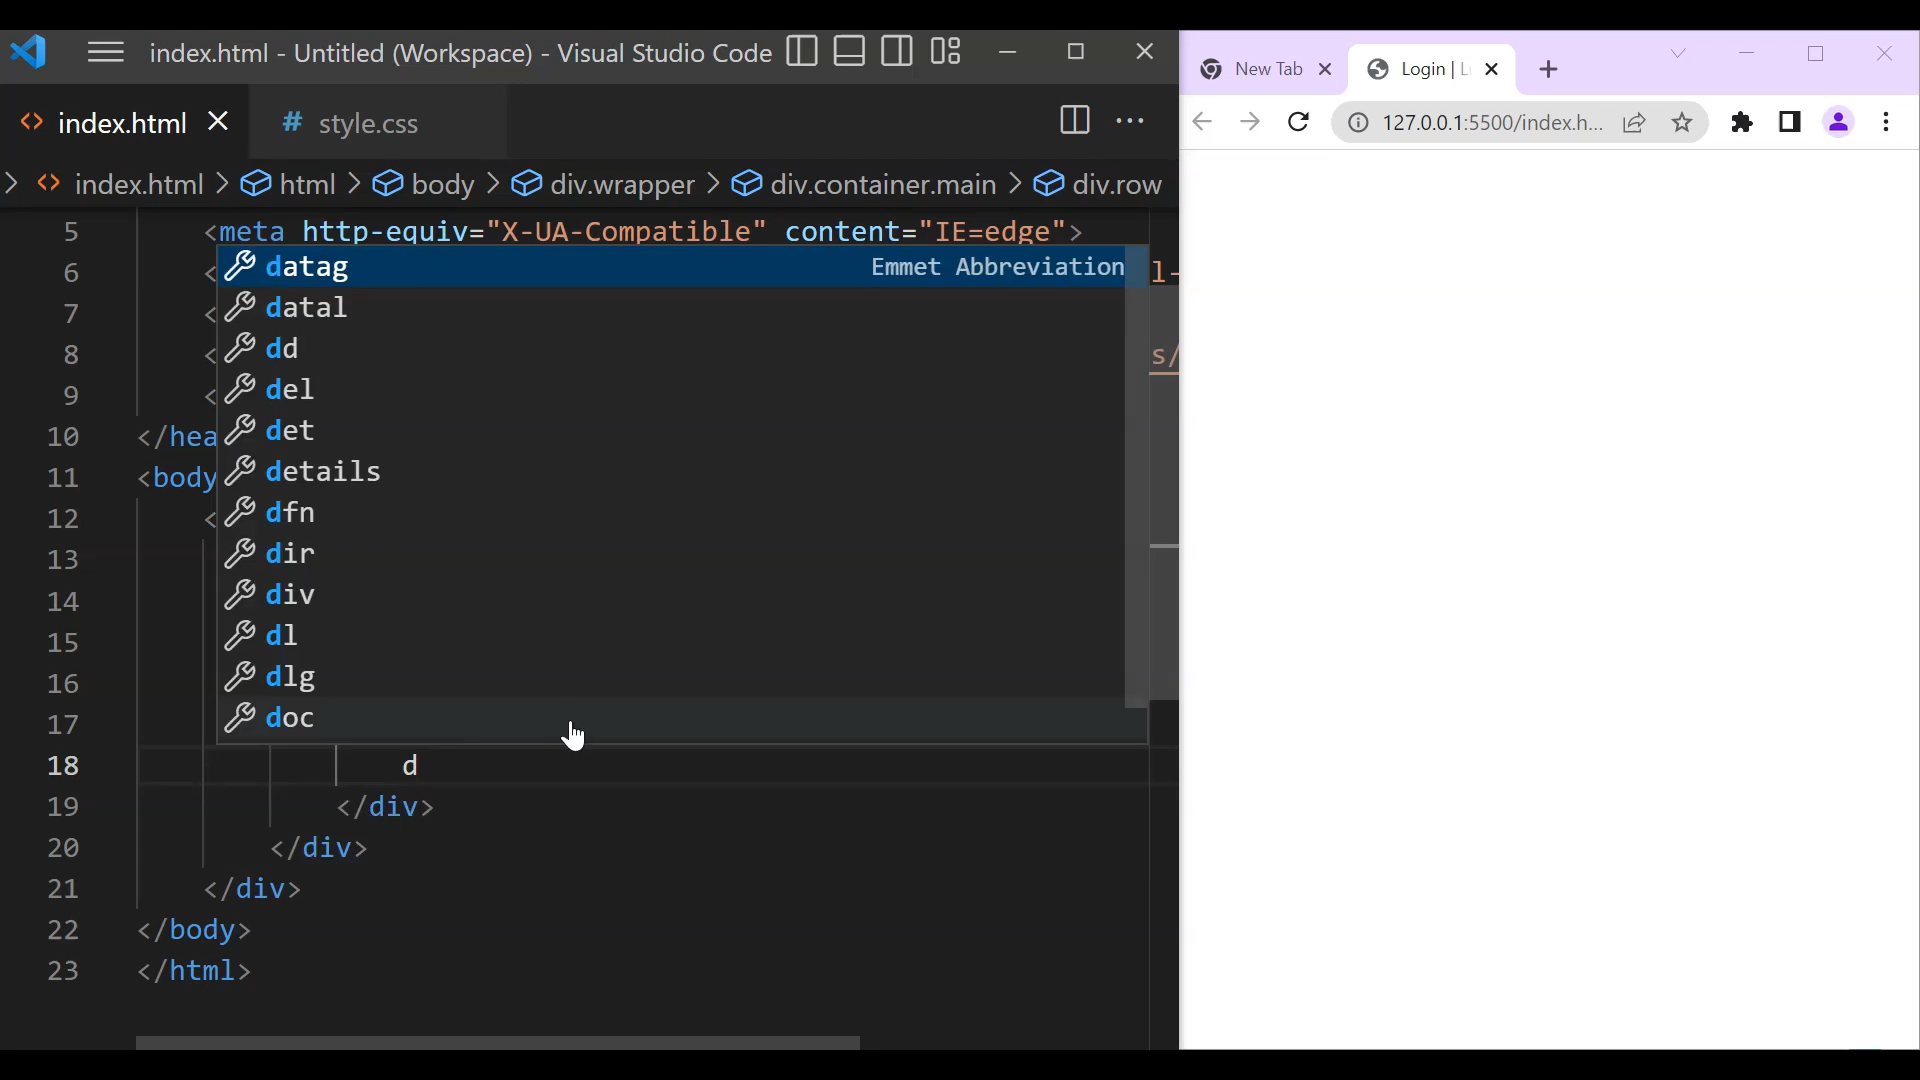 index.html - Untitled (Workspace) - Visual Studio Code
index.html
# style.css
index.html > html > body > div.wrapper > div.container.main > div.row
5 <meta http-equiv="X-UA-Compatible" content="IE=edge">
6 <
7 <
8 <
9 <
10 </hea
11 <body
12 <
13
14
15
16
17
18 d
19 </div>
20 </div>
21 </div>
22 </body>
23 </html>
datag Emmet Abbreviation
datal
dd
del
det
details
dfn
dir
div
dl
dlg
doc
l-
s/
New Tab
Login | L
127.0.0.1:5500/index.h...